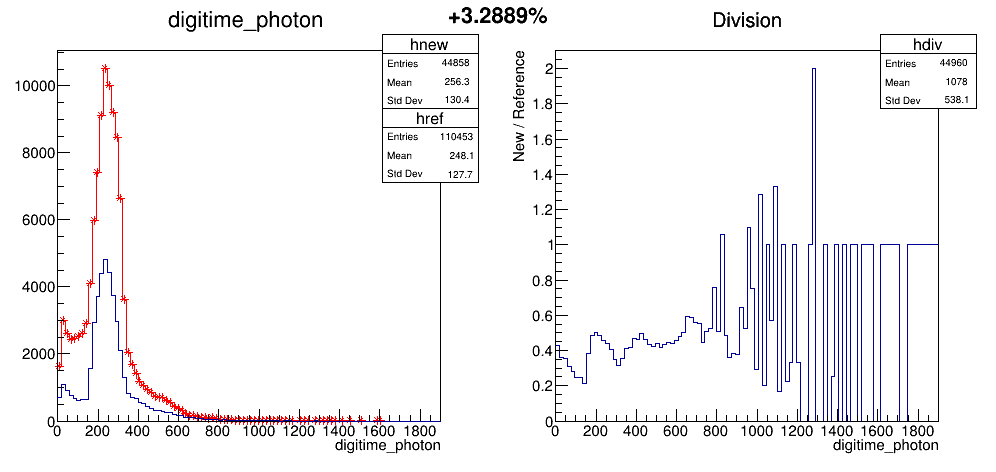 +3.2889%
digitime_photon
hnew
Entries 44858
Mean 256.3
Std Dev 130.4
href
Entries 110453
Mean 248.1
Std Dev 127.7
10000
8000
6000
4000
2000
0
0 200 400 600 800 1000 1200 1400 1600 1800
digitime_photon
Division
hdiv
Entries 44960
Mean 1078
Std Dev 538.1
New / Reference
2
1.8
1.6
1.4
1.2
1
0.8
0.6
0.4
0.2
0
0 200 400 600 800 1000 1200 1400 1600 1800
digitime_photon